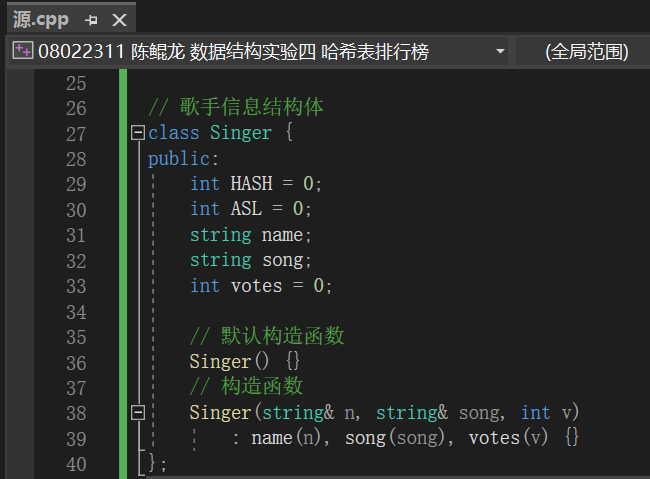 源.cpp
08022311 陈鲲龙 数据结构实验四 哈希表排行榜 (全局范围)
25
26 // 歌手信息结构体
27 class Singer {
28 public:
29 int HASH = 0;
30 int ASL = 0;
31 string name;
32 string song;
33 int votes = 0;
34
35 // 默认构造函数
36 Singer() {}
37 // 构造函数
38 Singer(string& n, string& song, int v)
39 : name(n), song(song), votes(v) {}
40 };